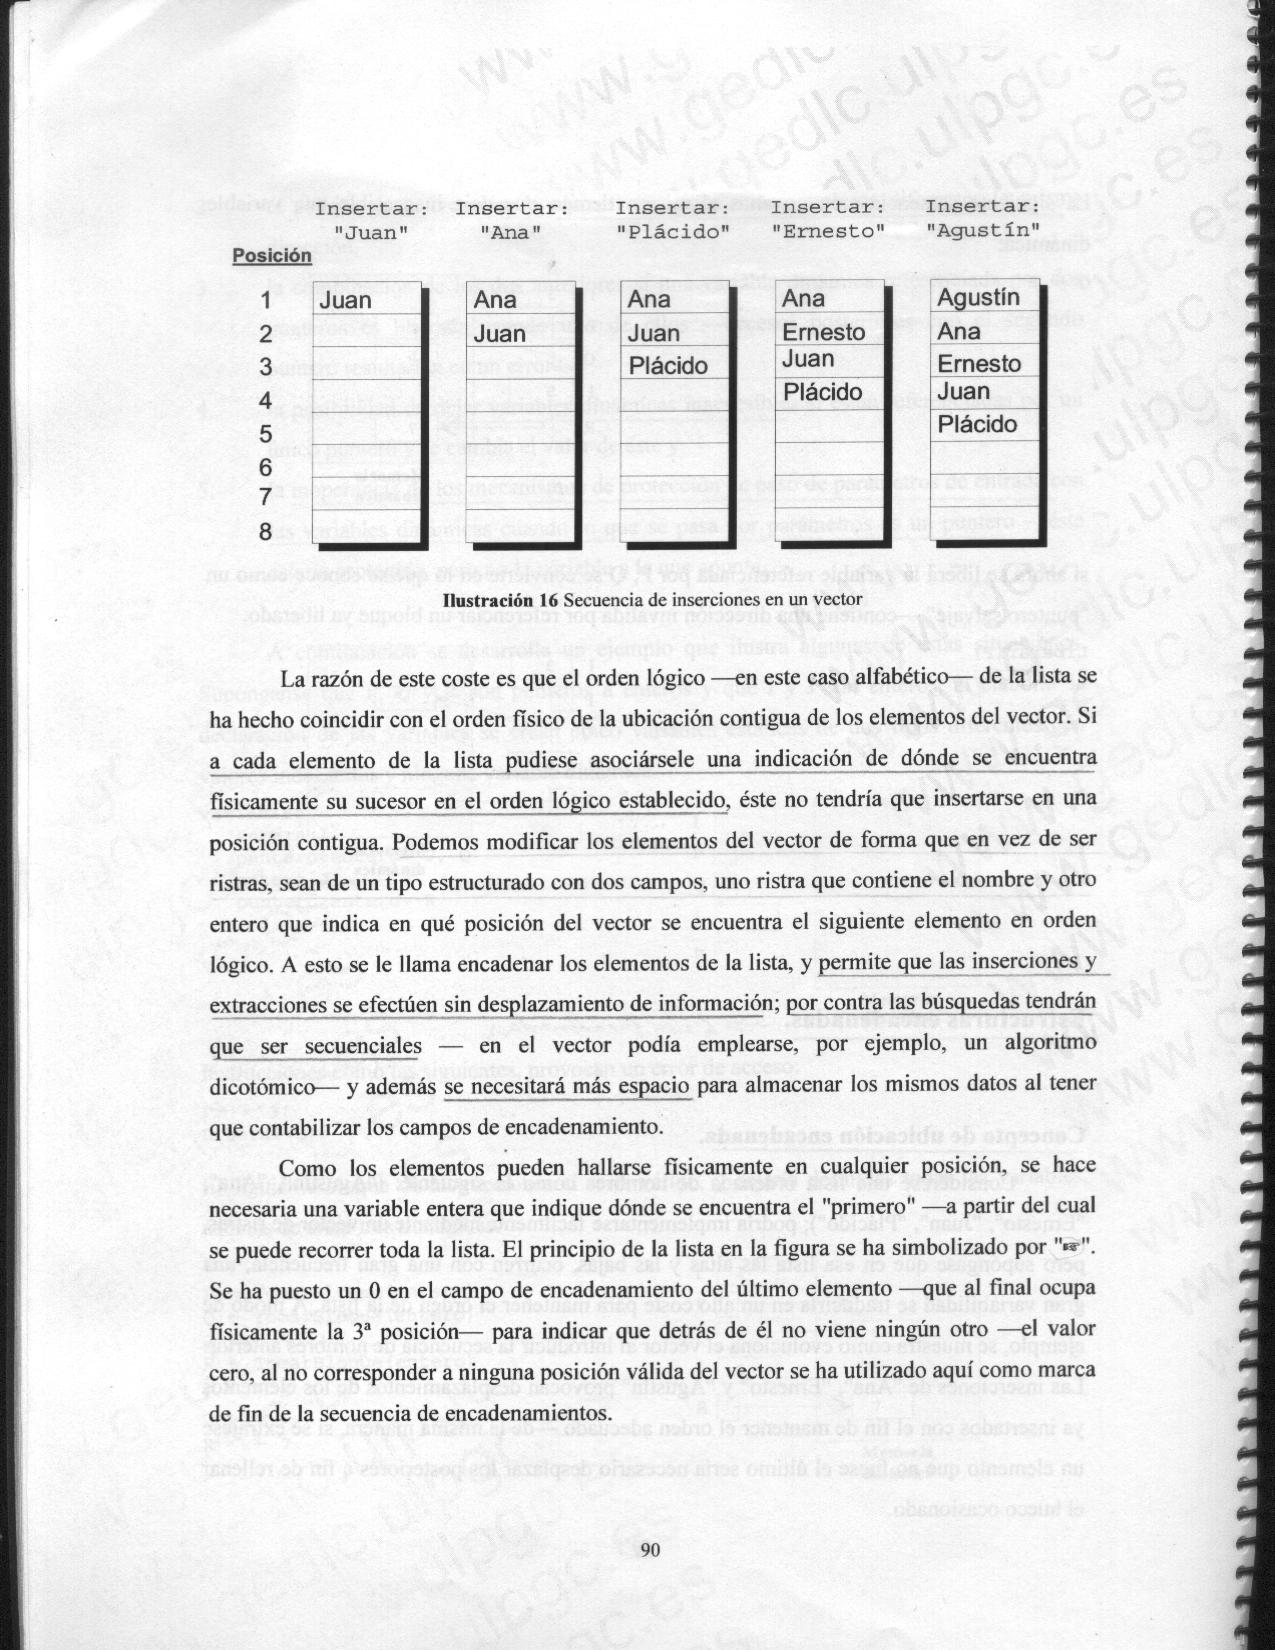 Insertar: Insertar: Insertar: Insertar: Insertar:
"Juan" "Ana" "Plácido" "Ernesto" "Agustín"
Posición
1 Juan Ana Ana Ana Agustín
2 Juan Juan Ernesto Ana
3 Plácido Juan Ernesto
4 Plácido Juan
5 Plácido
6
7
8
Ilustración 16 Secuencia de inserciones en un vector
La razón de este coste es que el orden lógico —en este caso alfabético— de la lista se
ha hecho coincidir con el orden físico de la ubicación contigua de los elementos del vector. Si
a cada elemento de la lista pudiese asociársele una indicación de dónde se encuentra
físicamente su sucesor en el orden lógico establecido, éste no tendría que insertarse en una
posición contigua. Podemos modificar los elementos del vector de forma que en vez de ser
ristras, sean de un tipo estructurado con dos campos, uno ristra que contiene el nombre y otro
entero que indica en qué posición del vector se encuentra el siguiente elemento en orden
lógico. A esto se le llama encadenar los elementos de la lista, y permite que las inserciones y
extracciones se efectúen sin desplazamiento de información; por contra las búsquedas tendrán
que ser secuenciales — en el vector podía emplearse, por ejemplo, un algoritmo
dicotómico— y además se necesitará más espacio para almacenar los mismos datos al tener
que contabilizar los campos de encadenamiento.
Como los elementos pueden hallarse físicamente en cualquier posición, se hace
necesaria una variable entera que indique dónde se encuentra el "primero" —a partir del cual
se puede recorrer toda la lista. El principio de la lista en la figura se ha simbolizado por "☞".
Se ha puesto un 0 en el campo de encadenamiento del último elemento —que al final ocupa
físicamente la 3ª posición— para indicar que detrás de él no viene ningún otro —el valor
cero, al no corresponder a ninguna posición válida del vector se ha utilizado aquí como marca
de fin de la secuencia de encadenamientos.
90
www.gedlc.ulpgc.es